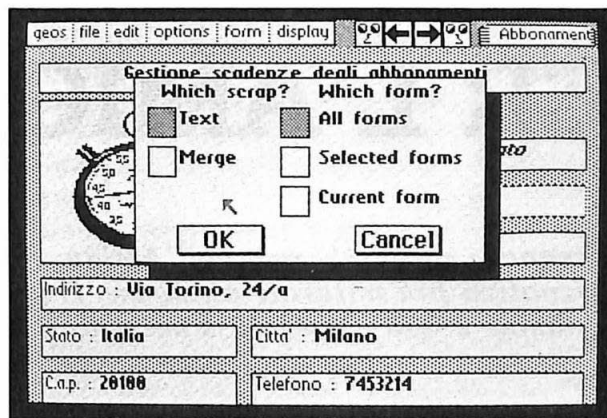 geos file edit options form display Abbonament
Gestione scadenze degli abbonamenti
Which scrap? Which form?
Text All forms
Merge Selected forms
Current form
OK Cancel
Indirizzo : Via Torino, 24/a
Stato : Italia Citta' : Milano
C.a.p. : 20100 Telefono : 7453214